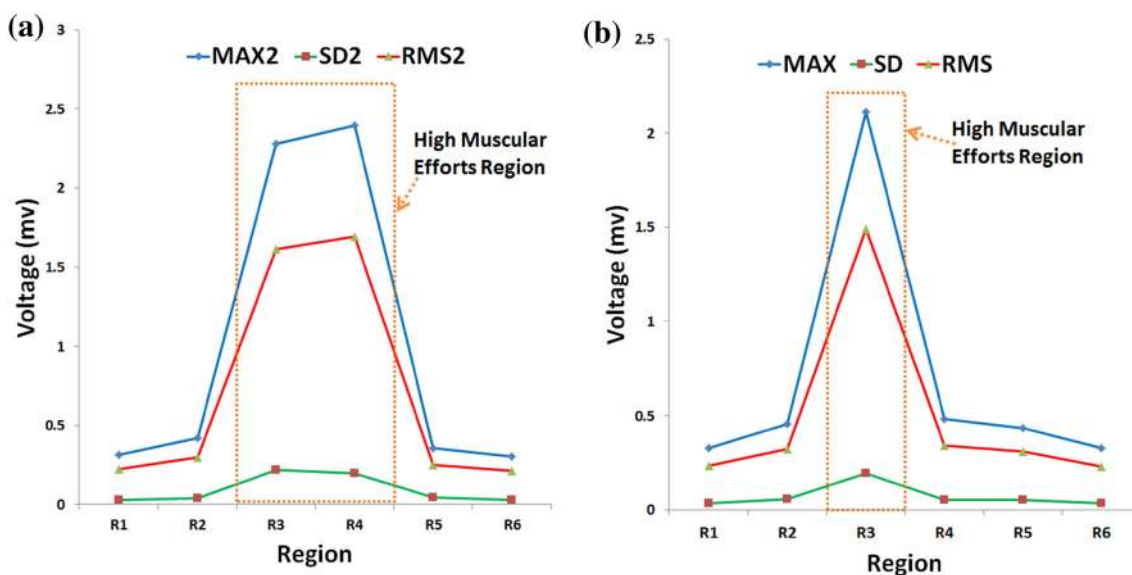 (a)
MAX2 SD2 RMS2
3
2.5
2
1.5
1
0.5
0
Voltage (mv)
High Muscular
Efforts Region
R1 R2 R3 R4 R5 R6
Region
(b)
MAX SD RMS
2.5
2
1.5
1
0.5
0
Voltage (mv)
High Muscular
Efforts Region
R1 R2 R3 R4 R5 R6
Region